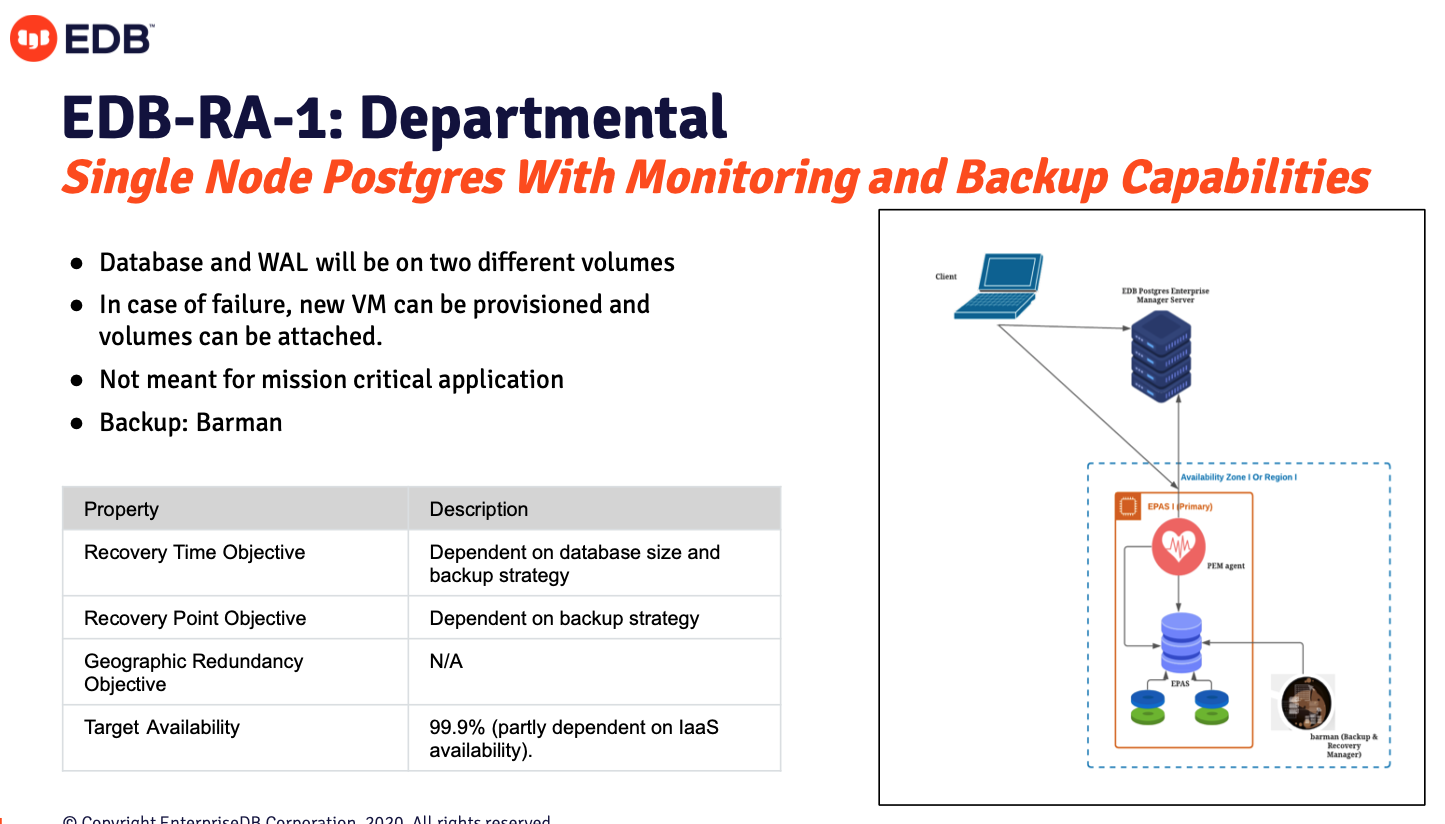 EDB™
EDB-RA-1: Departmental
Single Node Postgres With Monitoring and Backup Capabilities
● Database and WAL will be on two different volumes
● In case of failure, new VM can be provisioned and
volumes can be attached.
● Not meant for mission critical application
● Backup: Barman
Property Description
Recovery Time Objective Dependent on database size and
backup strategy
Recovery Point Objective Dependent on backup strategy
Geographic Redundancy N/A
Objective
Target Availability 99.9% (partly dependent on IaaS
availability).
Client
EDB Postgres Enterprise
Manager Server
Availability Zone I Or Region I
EPAS I (Primary)
PEM agent
EPAS
barman (Backup &
Recovery
Manager)
© Copyright EnterpriseDB Corporation, 2020. All rights reserved.